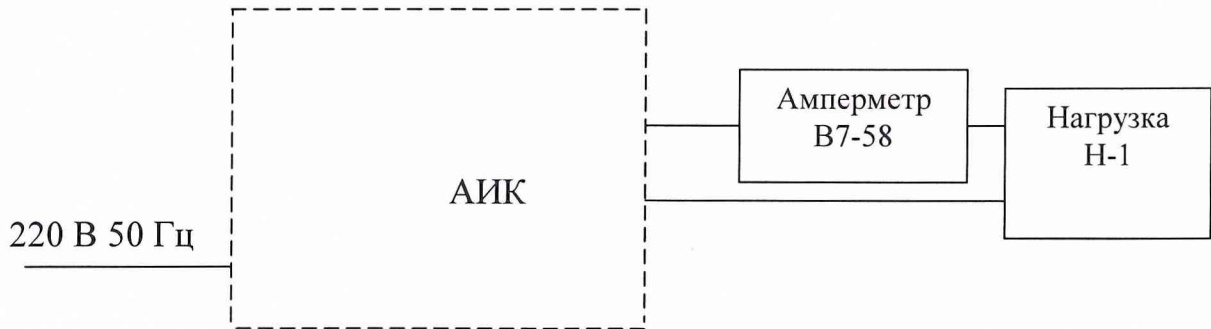 Амперметр
В7-58
Нагрузка
Н-1
АИК
220 В 50 Гц